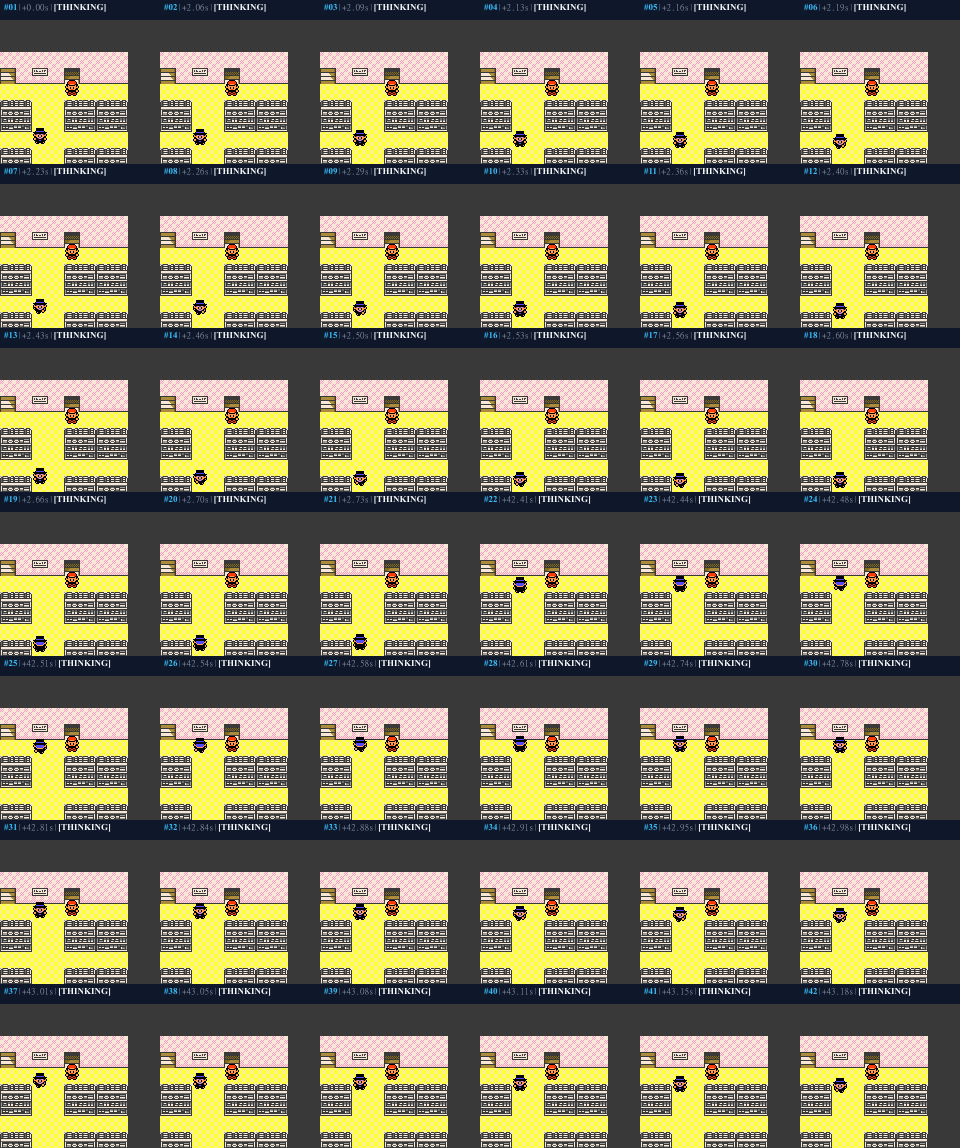 #01|+0.00s|[THINKING] #02|+2.06s|[THINKING] #03|+2.09s|[THINKING] #04|+2.13s|[THINKING] #05|+2.16s|[THINKING] #06|+2.19s|[THINKING]
#07|+2.23s|[THINKING] #08|+2.26s|[THINKING] #09|+2.29s|[THINKING] #10|+2.33s|[THINKING] #11|+2.36s|[THINKING] #12|+2.40s|[THINKING]
#13|+2.43s|[THINKING] #14|+2.46s|[THINKING] #15|+2.50s|[THINKING] #16|+2.53s|[THINKING] #17|+2.56s|[THINKING] #18|+2.60s|[THINKING]
#19|+2.66s|[THINKING] #20|+2.70s|[THINKING] #21|+2.73s|[THINKING] #22|+42.41s|[THINKING] #23|+42.44s|[THINKING] #24|+42.48s|[THINKING]
#25|+42.51s|[THINKING] #26|+42.54s|[THINKING] #27|+42.58s|[THINKING] #28|+42.61s|[THINKING] #29|+42.74s|[THINKING] #30|+42.78s|[THINKING]
#31|+42.81s|[THINKING] #32|+42.84s|[THINKING] #33|+42.88s|[THINKING] #34|+42.91s|[THINKING] #35|+42.95s|[THINKING] #36|+42.98s|[THINKING]
#37|+43.01s|[THINKING] #38|+43.05s|[THINKING] #39|+43.08s|[THINKING] #40|+43.11s|[THINKING] #41|+43.15s|[THINKING] #42|+43.18s|[THINKING]